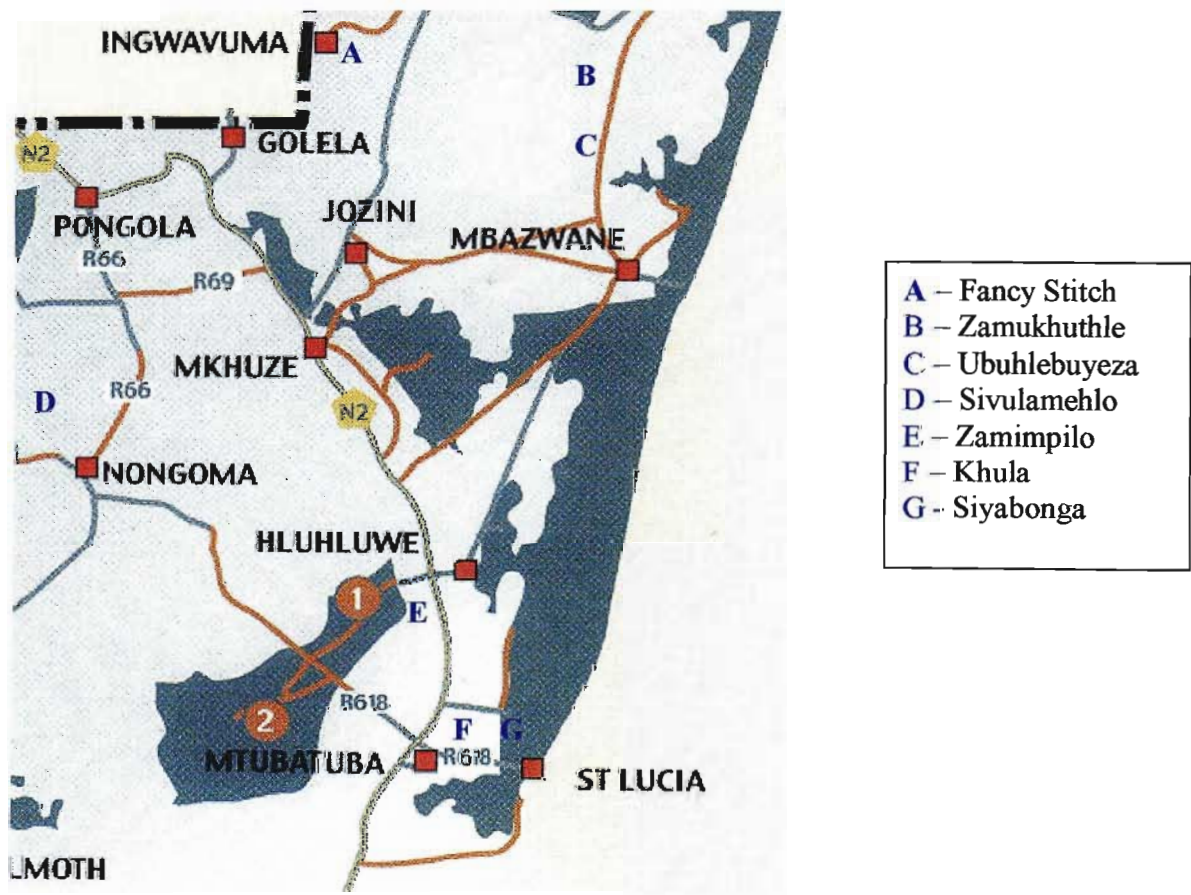 INGWAVUMA
A
B
N2
GOLELA
C
PONGOLA
JOZINI
MBAZWANE
R66
R69
MKHUZE
D
R66
N2
NONGOMA
HLUHLUWE
1
E
2
R618
F
G
MTUBATUBA
R618
ST LUCIA
LMOTH
A – Fancy Stitch
B – Zamukhuthle
C – Ubuhlebuyeza
D – Sivulamehlo
E – Zamimpilo
F – Khula
G - Siyabonga